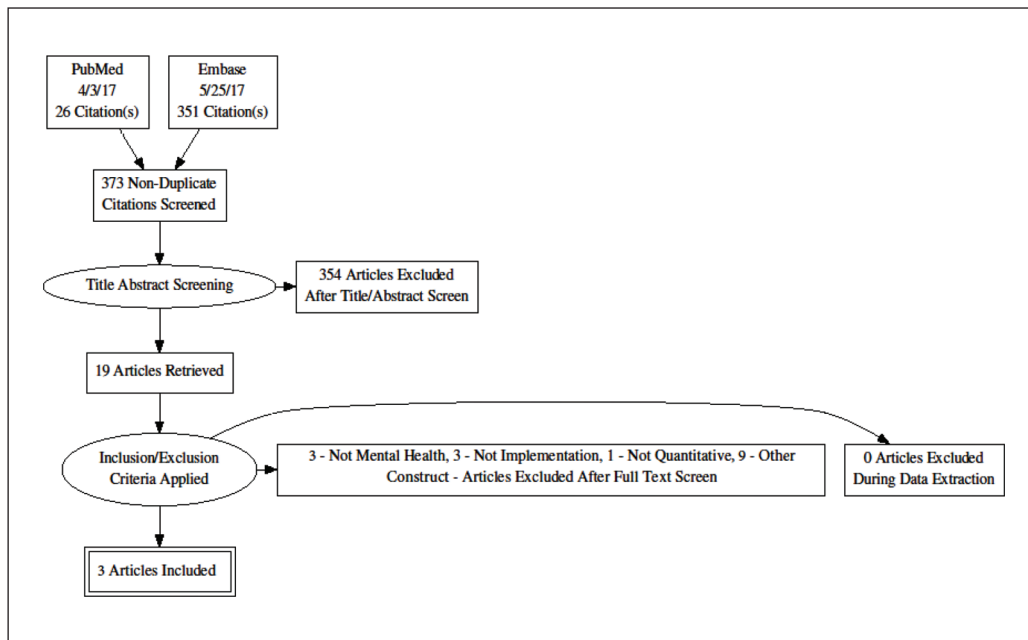 PubMed
4/3/17
26 Citation(s)
Embase
5/25/17
351 Citation(s)
373 Non-Duplicate
Citations Screened
Title Abstract Screening
354 Articles Excluded
After Title/Abstract Screen
19 Articles Retrieved
Inclusion/Exclusion
Criteria Applied
3 - Not Mental Health, 3 - Not Implementation, 1 - Not Quantitative, 9 - Other
Construct - Articles Excluded After Full Text Screen
0 Articles Excluded
During Data Extraction
3 Articles Included